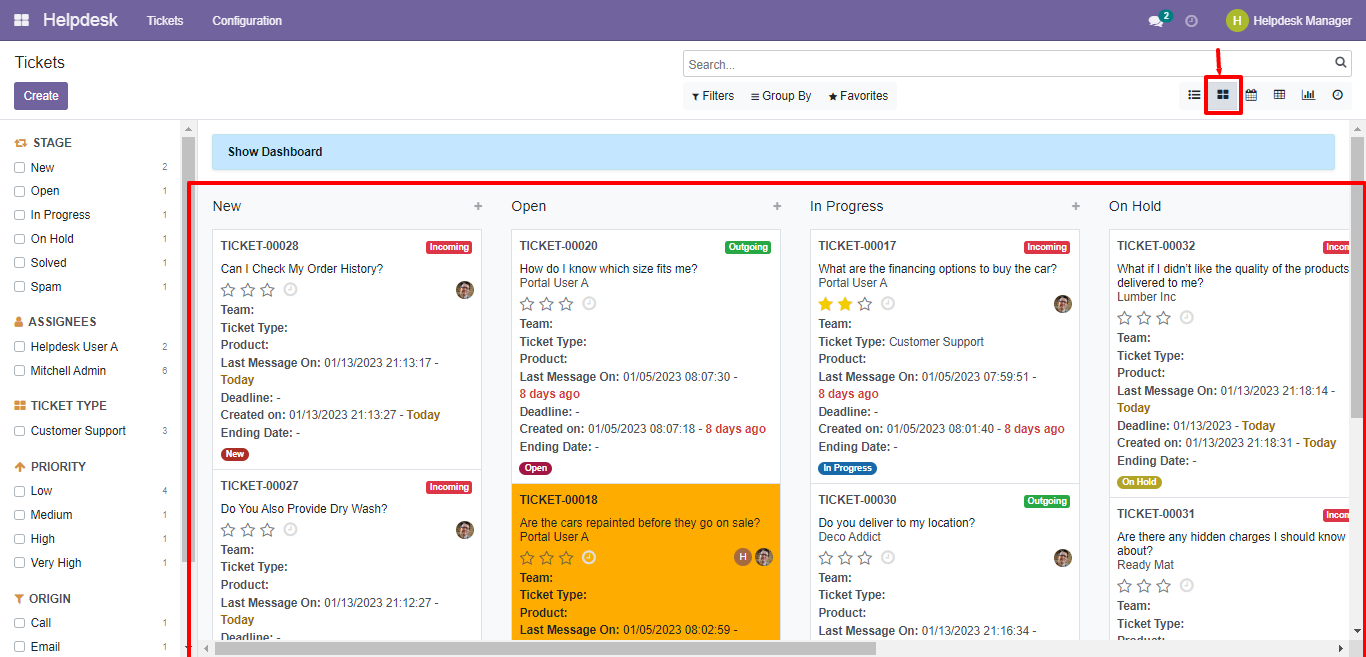 Helpdesk Tickets Configuration 2 H Helpdesk Manager
Tickets
Search...
Create
Filters Group By Favorites
STAGE
New 2
Open 1
In Progress 1
On Hold 1
Solved 1
Spam 1
ASSIGNEES
Helpdesk User A 2
Mitchell Admin 6
TICKET TYPE
Customer Support 3
PRIORITY
Low 4
Medium 1
High 1
Very High 1
ORIGIN
Call 1
Email 1
Show Dashboard
New +
TICKET-00028 Incoming
Can I Check My Order History?
Team:
Ticket Type:
Product:
Last Message On: 01/13/2023 21:13:17 -
Today
Deadline: -
Created on: 01/13/2023 21:13:27 - Today
Ending Date: -
New
TICKET-00027 Incoming
Do You Also Provide Dry Wash?
Team:
Ticket Type:
Product:
Last Message On: 01/13/2023 21:12:27 -
Today
Deadline: -
Open +
TICKET-00020 Outgoing
How do I know which size fits me?
Portal User A
Team:
Ticket Type:
Product:
Last Message On: 01/05/2023 08:07:30 -
8 days ago
Deadline: -
Created on: 01/05/2023 08:07:18 - 8 days ago
Ending Date: -
Open
TICKET-00018
Are the cars repainted before they go on sale?
Portal User A
H
Team:
Ticket Type:
Product:
Last Message On: 01/05/2023 08:02:59 -
In Progress +
TICKET-00017 Incoming
What are the financing options to buy the car?
Portal User A
Team:
Ticket Type: Customer Support
Product:
Last Message On: 01/05/2023 07:59:51 -
8 days ago
Deadline: -
Created on: 01/05/2023 08:01:40 - 8 days ago
Ending Date: -
In Progress
TICKET-00030 Outgoing
Do you deliver to my location?
Deco Addict
Team:
Ticket Type:
Product:
Last Message On: 01/13/2023 21:16:34 -
On Hold
TICKET-00032 Incom
What if I didn't like the quality of the products
delivered to me?
Lumber Inc
Team:
Ticket Type:
Product:
Last Message On: 01/13/2023 21:18:14 -
Today
Deadline: 01/13/2023 - Today
Created on: 01/13/2023 21:18:31 - Today
Ending Date: -
On Hold
TICKET-00031 Incom
Are there any hidden charges I should know
about?
Ready Mat
Team:
Ticket Type:
Product: